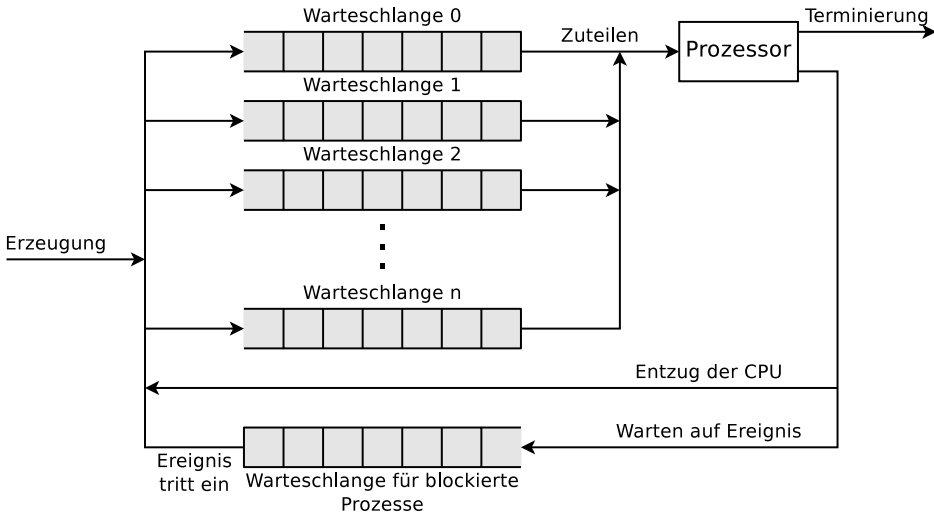 Warteschlange 0
Terminierung
Zuteilen
Prozessor
Warteschlange 1
Warteschlange 2
Erzeugung
Warteschlange n
Entzug der CPU
Warten auf Ereignis
Ereignis
tritt ein
Warteschlange für blockierte
Prozesse